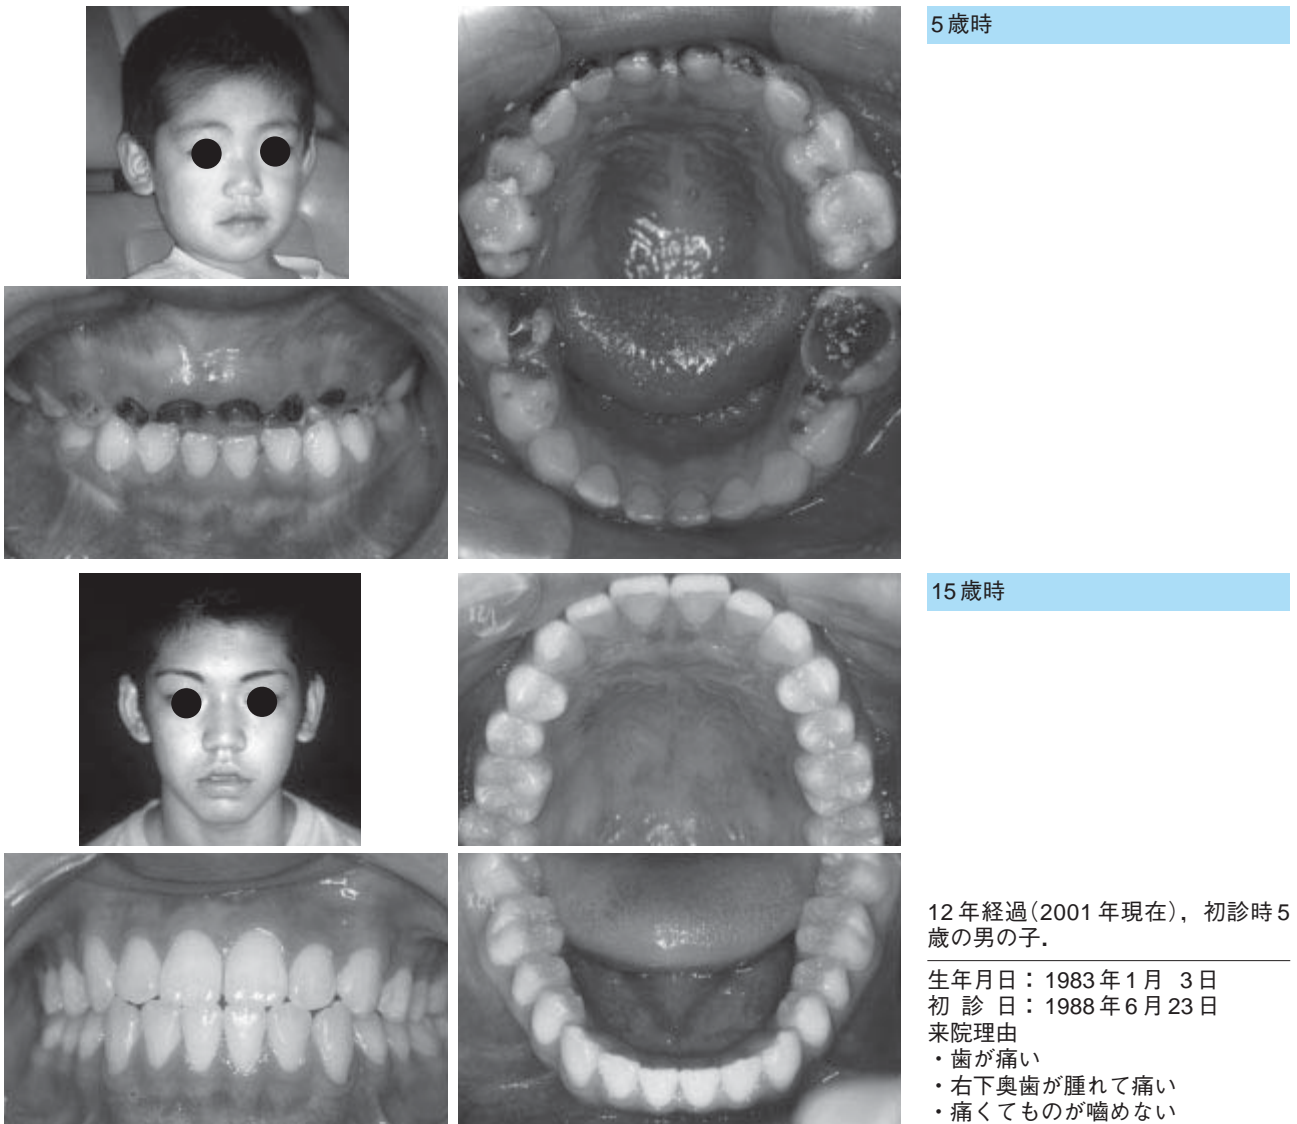 5歳時
15歳時
12年経過(2001年現在)，初診時5
歳の男の子．
生年月日：1983年1月 3日
初 診 日：1988年6月23日
来院理由
・歯が痛い
・右下奥歯が腫れて痛い
・痛くてものが嚙めない